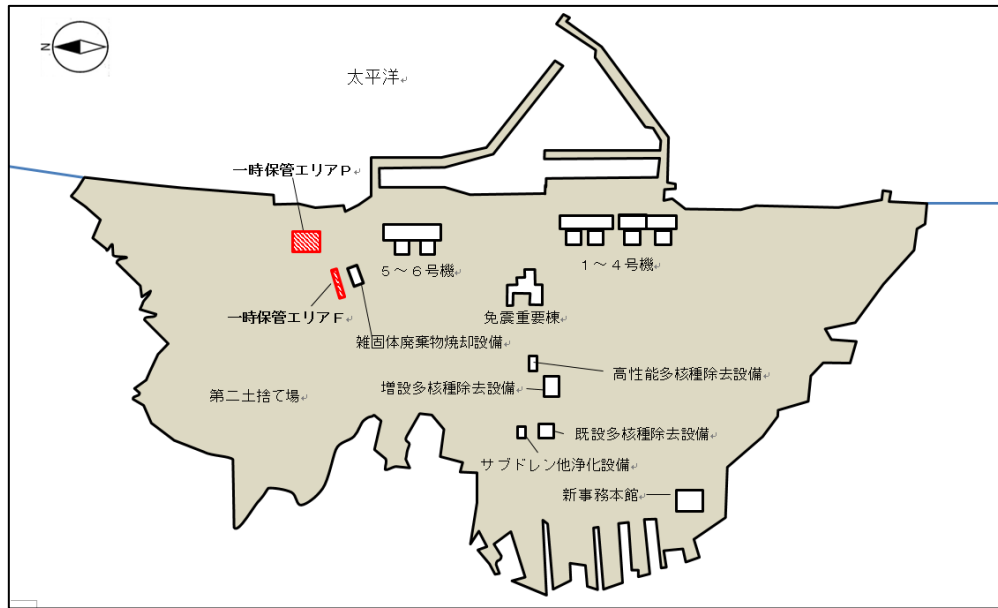 N
太平洋
一時保管エリアP
5～6号機
1～4号機
一時保管エリアF
免震重要棟
雑固体廃棄物焼却設備
高性能多核種除去設備
増設多核種除去設備
第二土捨て場
既設多核種除去設備
サブドレン他浄化設備
新事務本館